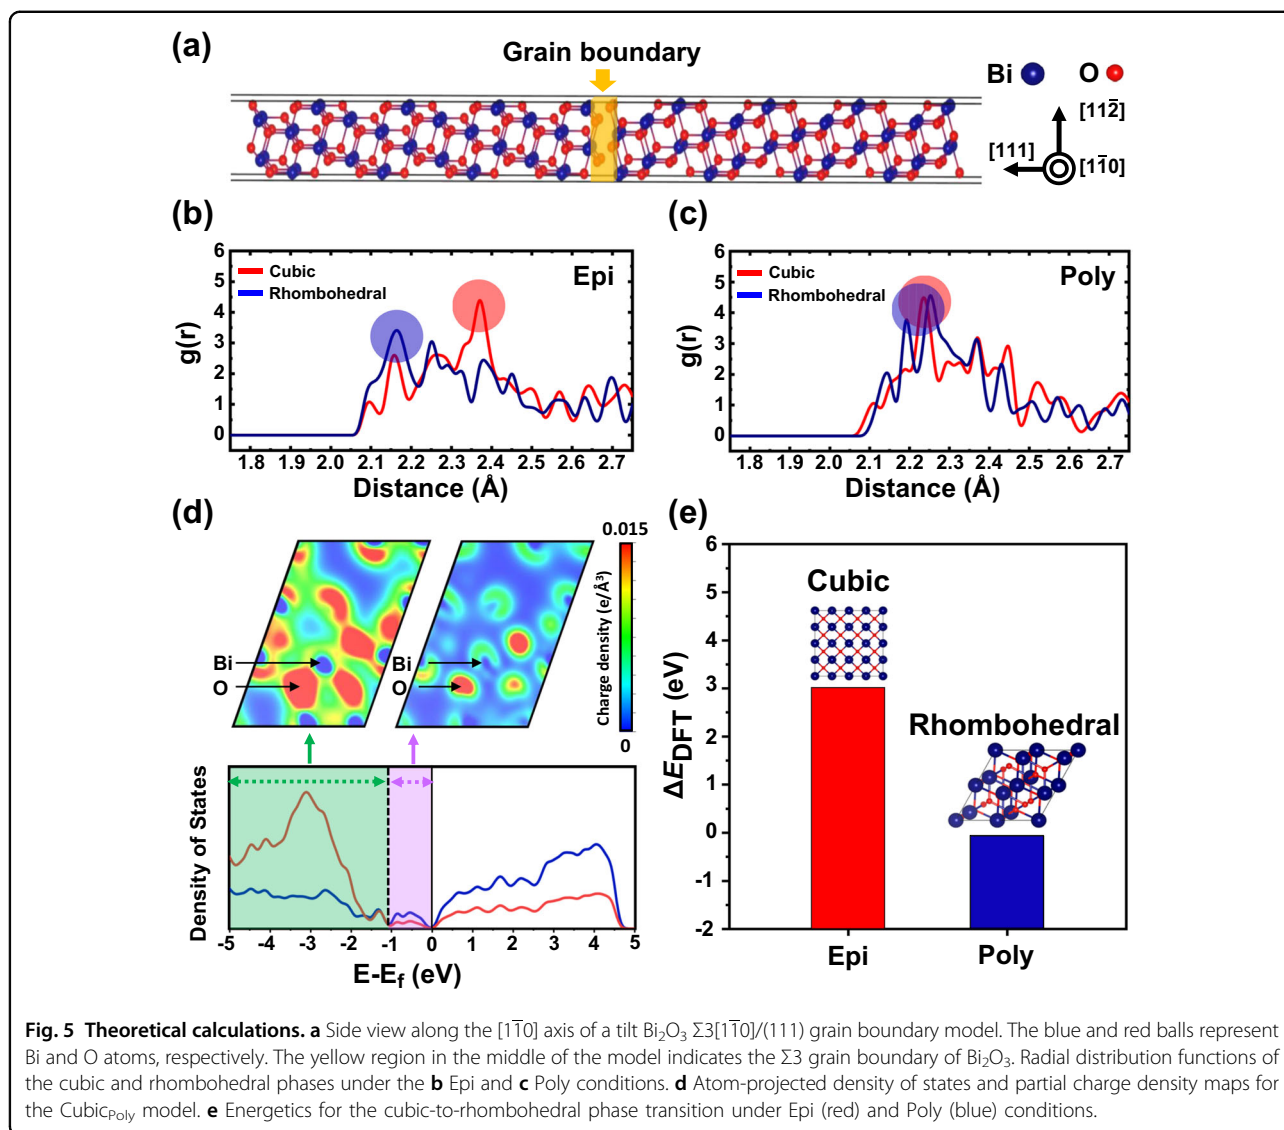 (a)
Grain boundary
Bi O
[112̅]
[111]
[11̅0]
(b)
g(r)
6
5
4
3
2
1
0
Cubic
Rhombohedral
Epi
1.8 1.9 2.0 2.1 2.2 2.3 2.4 2.5 2.6 2.7
Distance (Å)
(c)
g(r)
6
5
4
3
2
1
0
Cubic
Rhombohedral
Poly
1.8 1.9 2.0 2.1 2.2 2.3 2.4 2.5 2.6 2.7
Distance (Å)
(d)
0.015
Charge density (e/Å³)
0
Bi
O
Bi
O
Density of States
-5 -4 -3 -2 -1 0 1 2 3 4 5
E-Ef (eV)
(e)
ΔEDFT (eV)
6
5
4
3
2
1
0
-1
-2
Cubic
Rhombohedral
Epi Poly
Fig. 5 Theoretical calculations. a Side view along the [11̅0] axis of a tilt Bi₂O₃ Σ3[11̅0]/(111) grain boundary model. The blue and red balls represent
Bi and O atoms, respectively. The yellow region in the middle of the model indicates the Σ3 grain boundary of Bi₂O₃. Radial distribution functions of
the cubic and rhombohedral phases under the b Epi and c Poly conditions. d Atom-projected density of states and partial charge density maps for
the CubicPoly model. e Energetics for the cubic-to-rhombohedral phase transition under Epi (red) and Poly (blue) conditions.